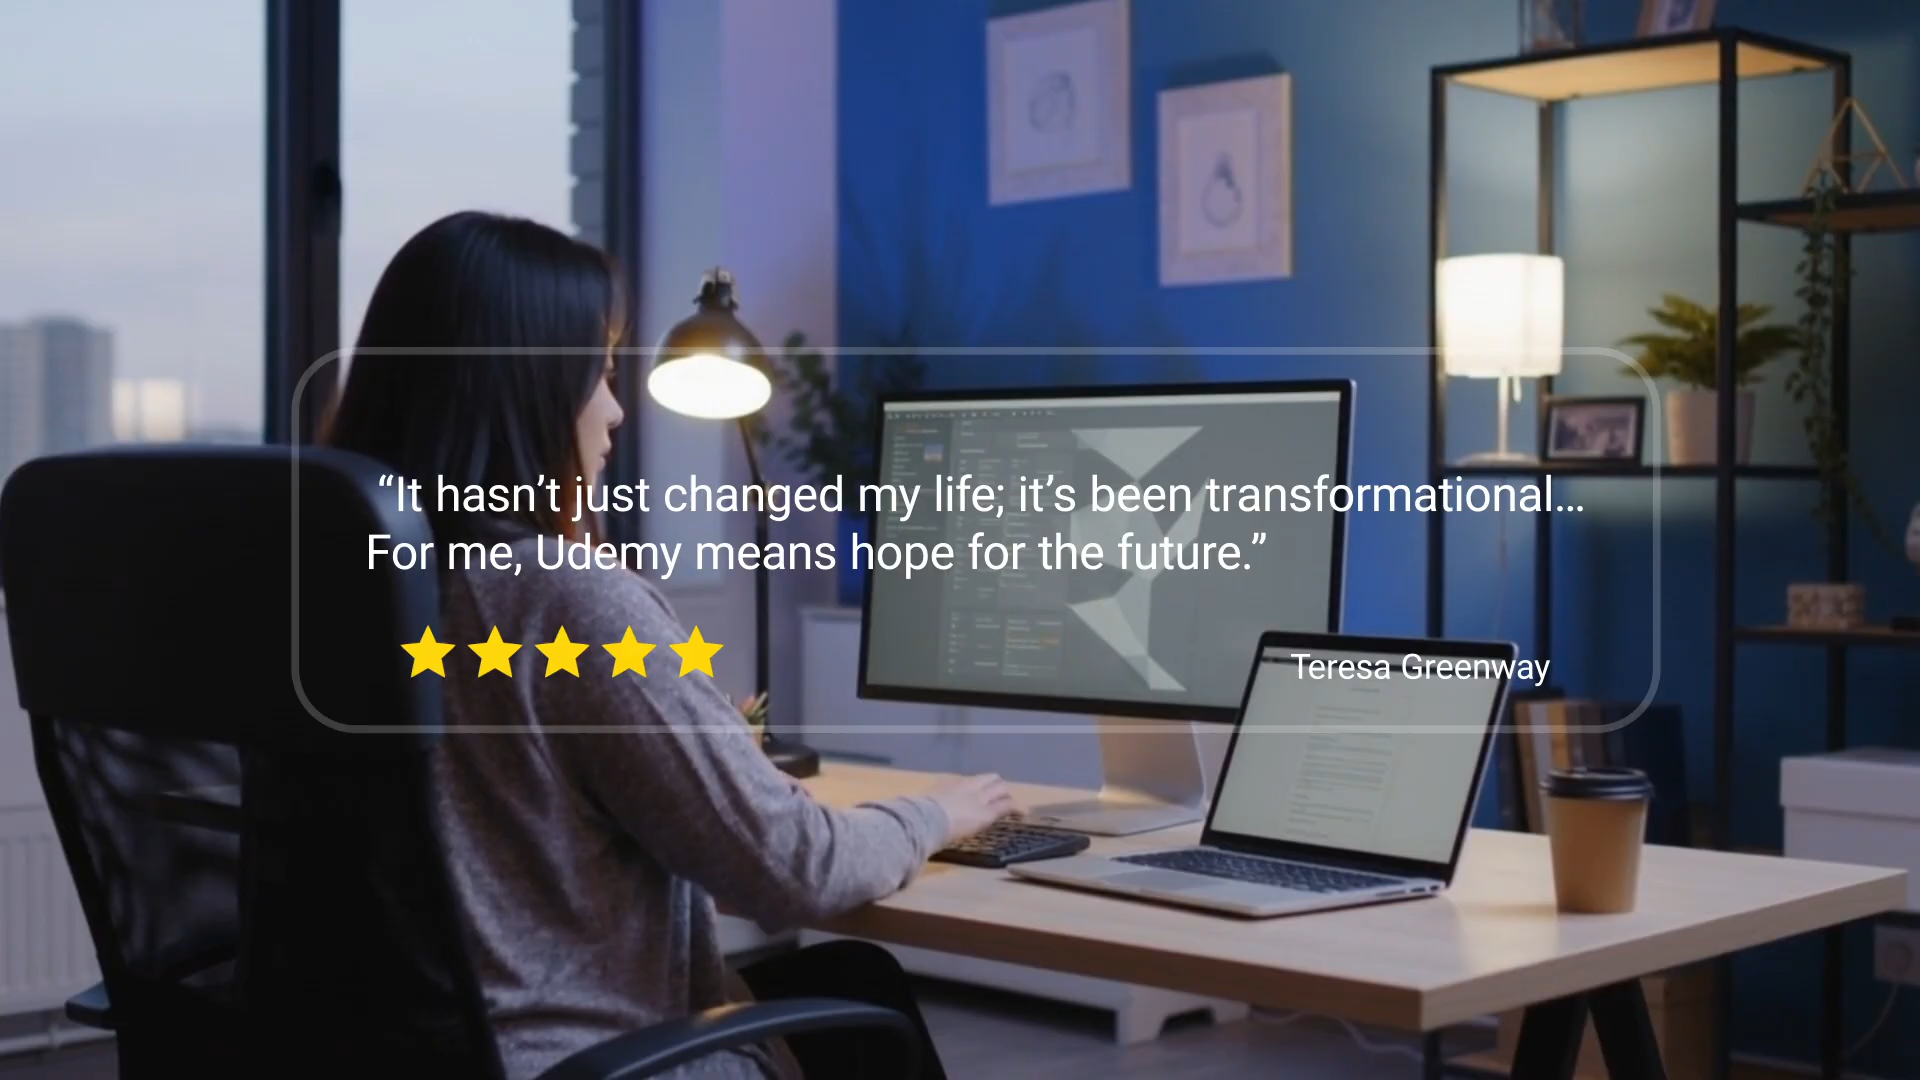 “It hasn’t just changed my life; it’s been transformational…
For me, Udemy means hope for the future.”
Teresa Greenway